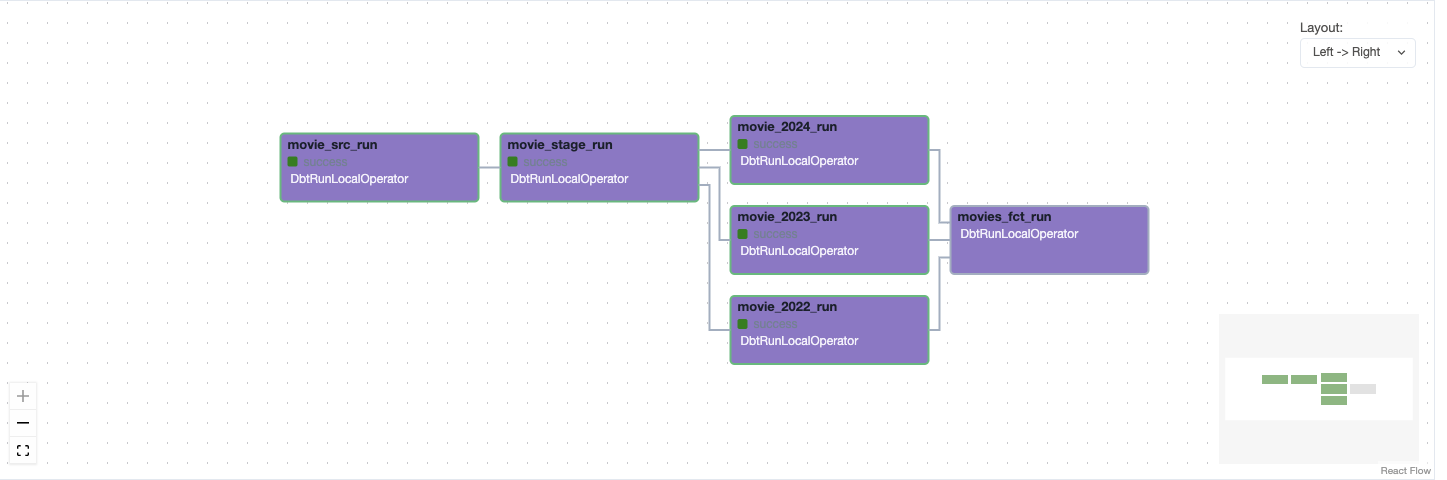 Layout:
Left -> Right
movie_src_run
success
DbtRunLocalOperator
movie_stage_run
success
DbtRunLocalOperator
movie_2024_run
success
DbtRunLocalOperator
movie_2023_run
success
DbtRunLocalOperator
movie_2022_run
success
DbtRunLocalOperator
movies_fct_run
DbtRunLocalOperator
React Flow